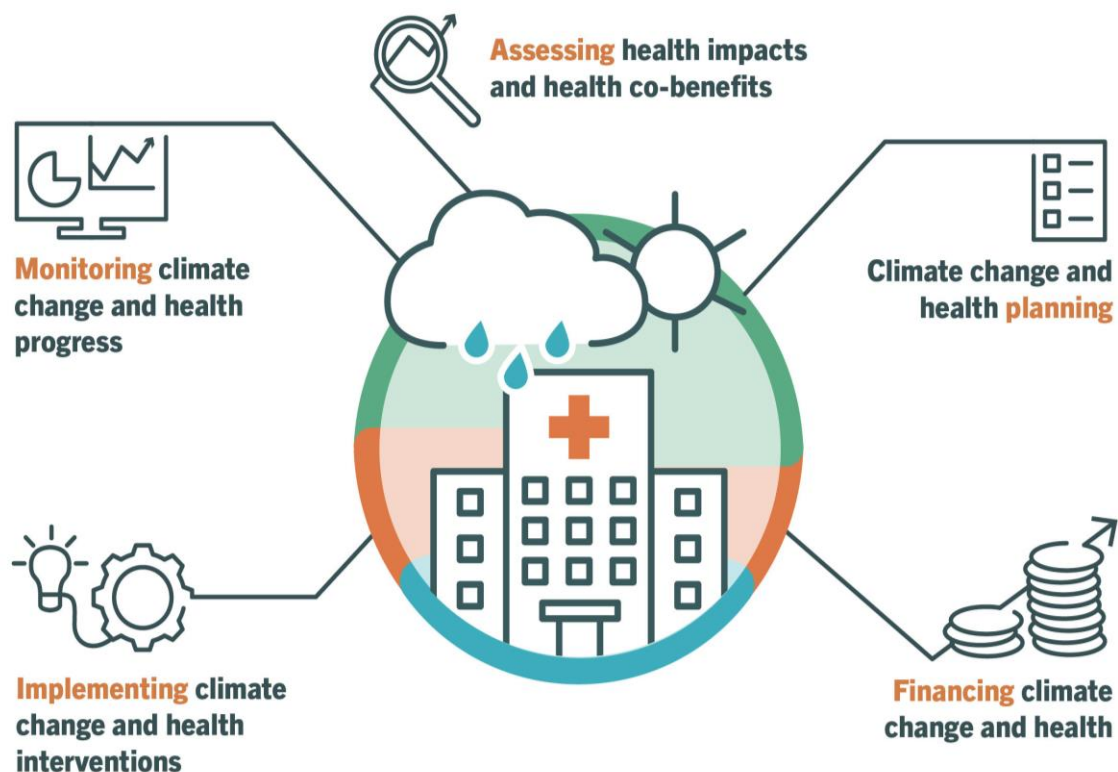 Assessing health impacts
and health co-benefits
Monitoring climate
change and health
progress
Climate change and
health planning
Implementing climate
change and health
interventions
Financing climate
change and health